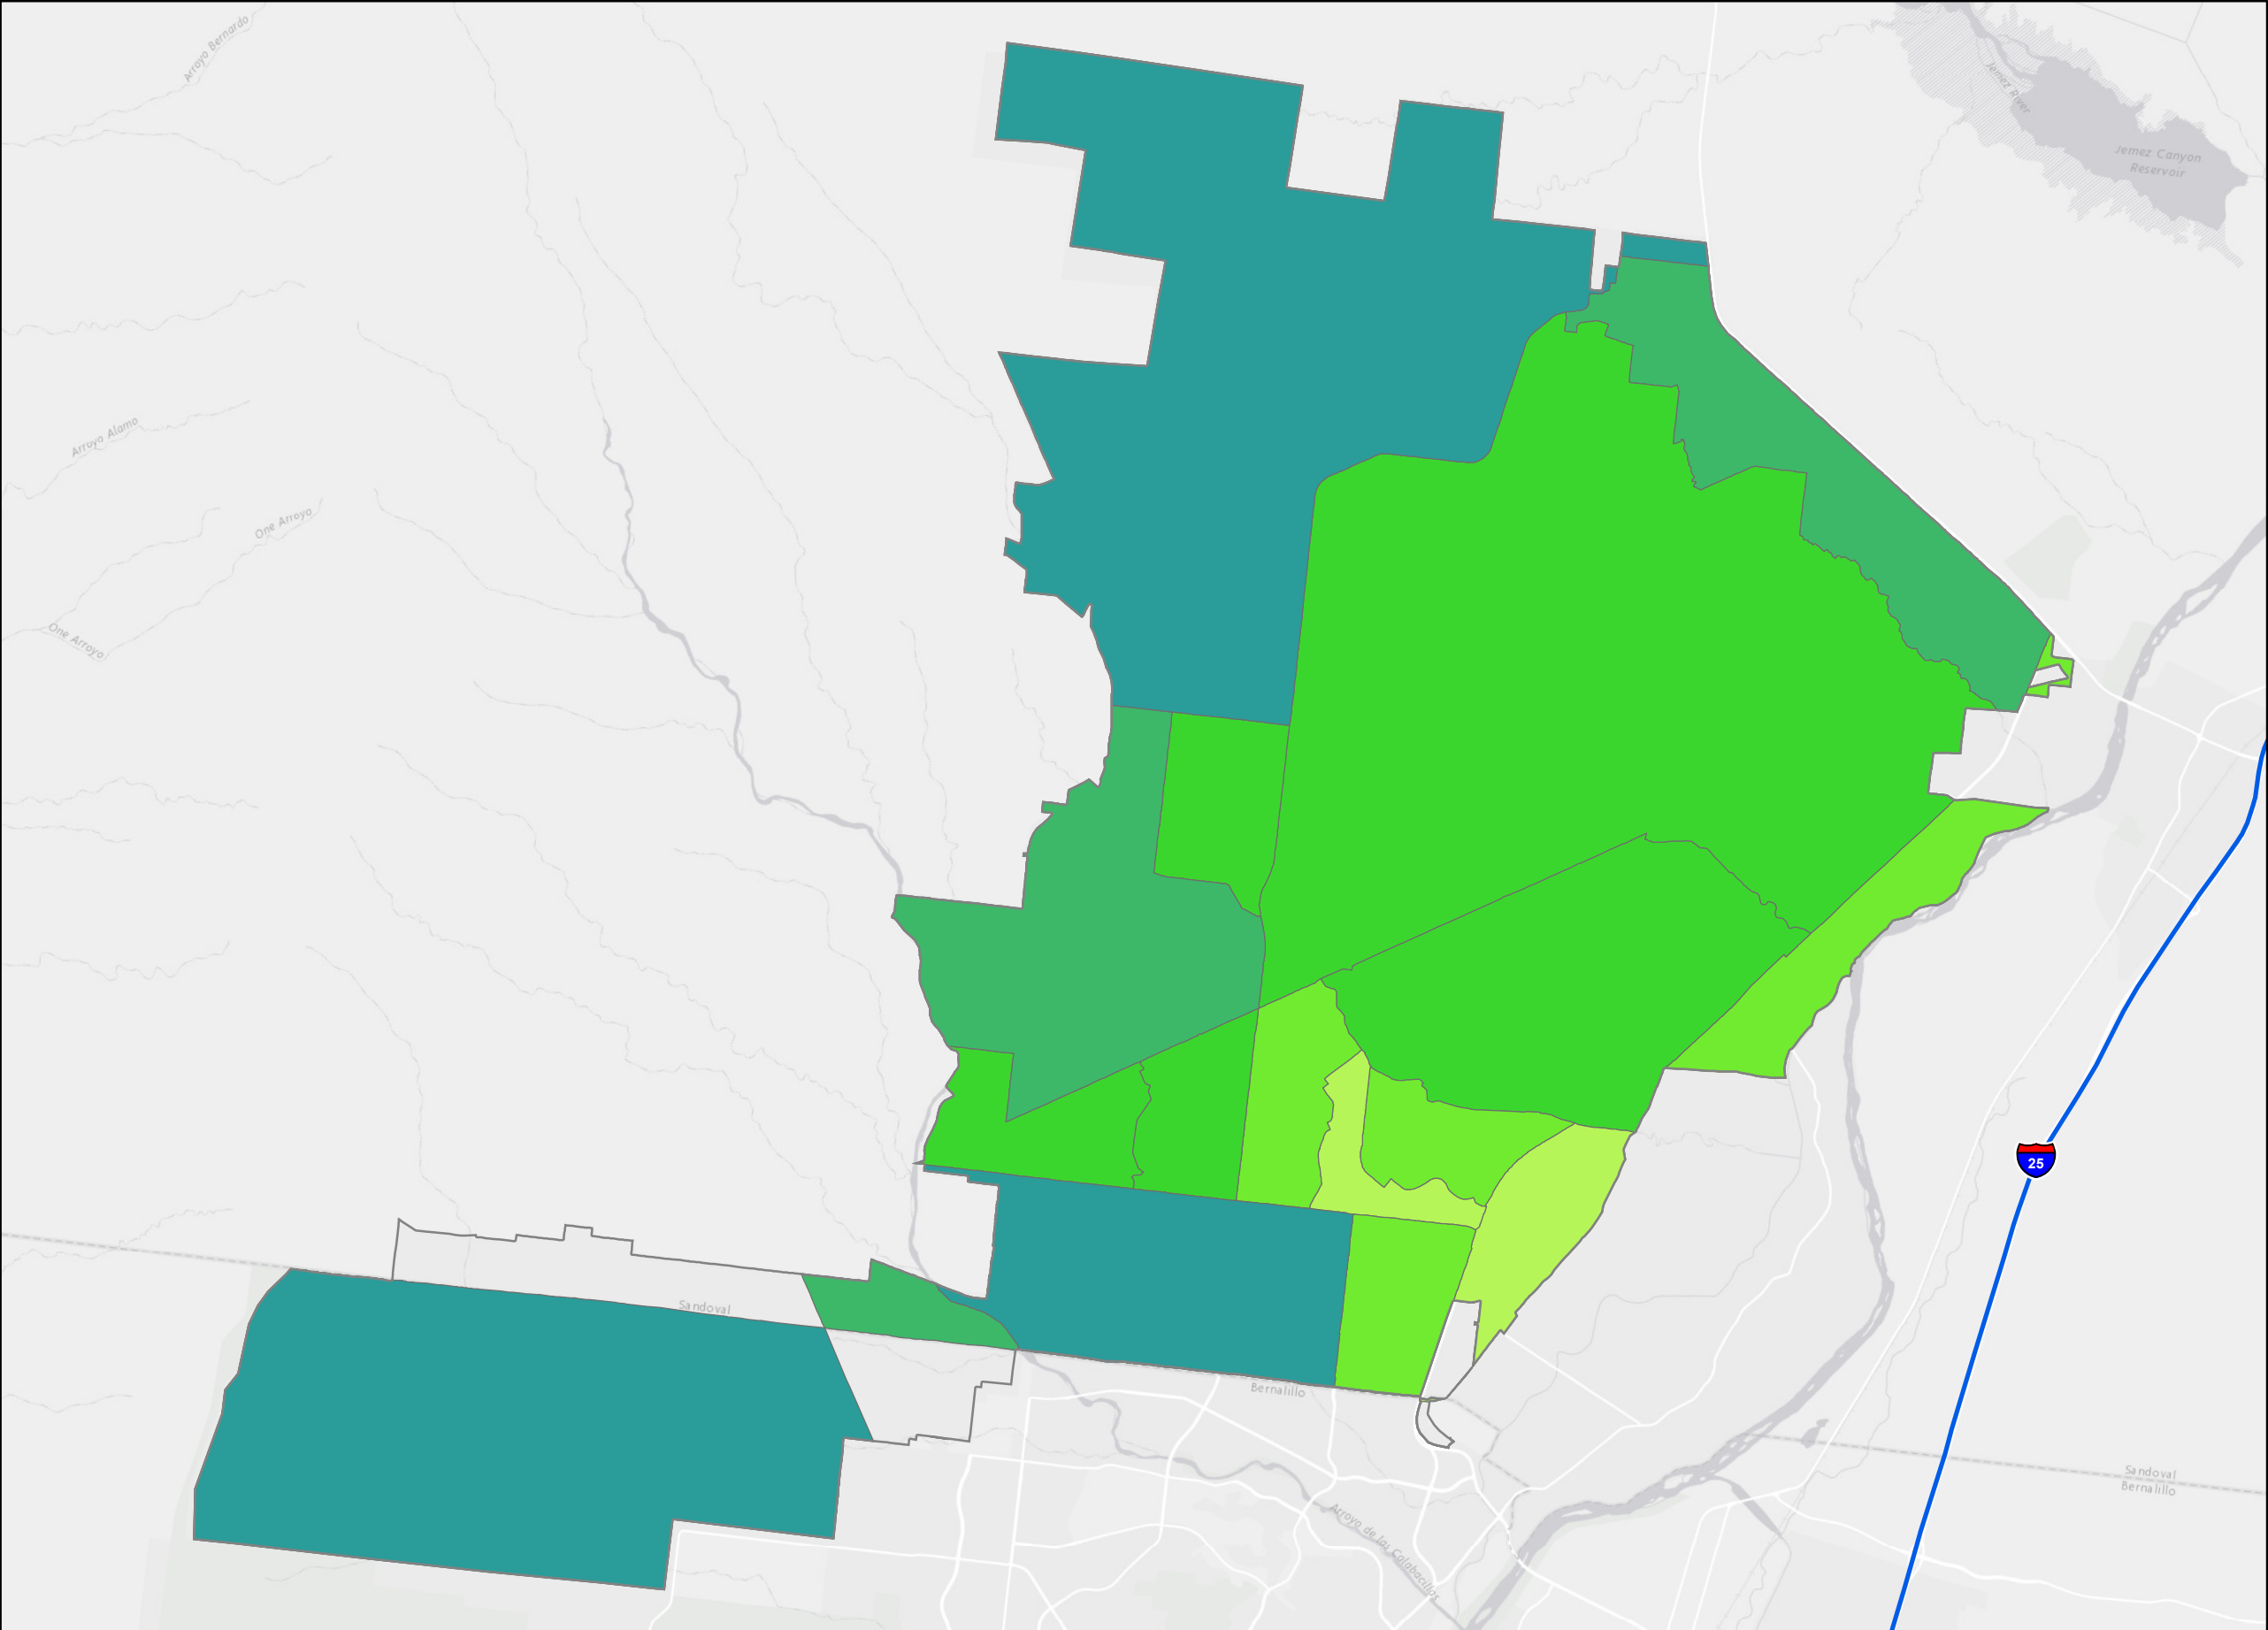 Arroyo Bernardo
Jemez River
Jemez Canyon
Reservoir
Arroyo Alamo
One Arroyo
One Arroyo
25
Sandoval
Bernalillo
Sandoval
Bernalillo
Arroyo de las Calabacillas